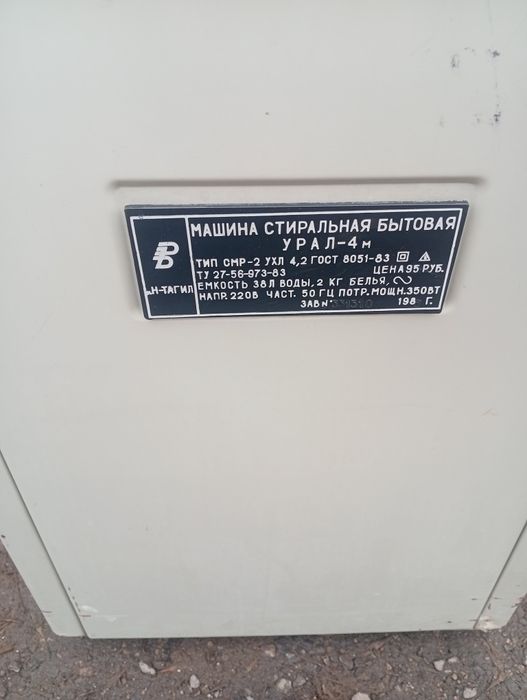 МАШИНА СТИРАЛЬНАЯ БЫТОВАЯ
УРАЛ-4м
ТИП СМР-2 УХЛ 4,2 ГОСТ 8051-83
ТУ 27-56-973-83 ЦЕНА 95 РУБ.
Н-ТАГИЛ
ЕМКОСТЬ 38Л ВОДЫ, 2 КГ БЕЛЬЯ,
НАПР. 220В ЧАСТ. 50 ГЦ ПОТР. МОЩН. 350ВТ
ЗАВ № 198 Г.